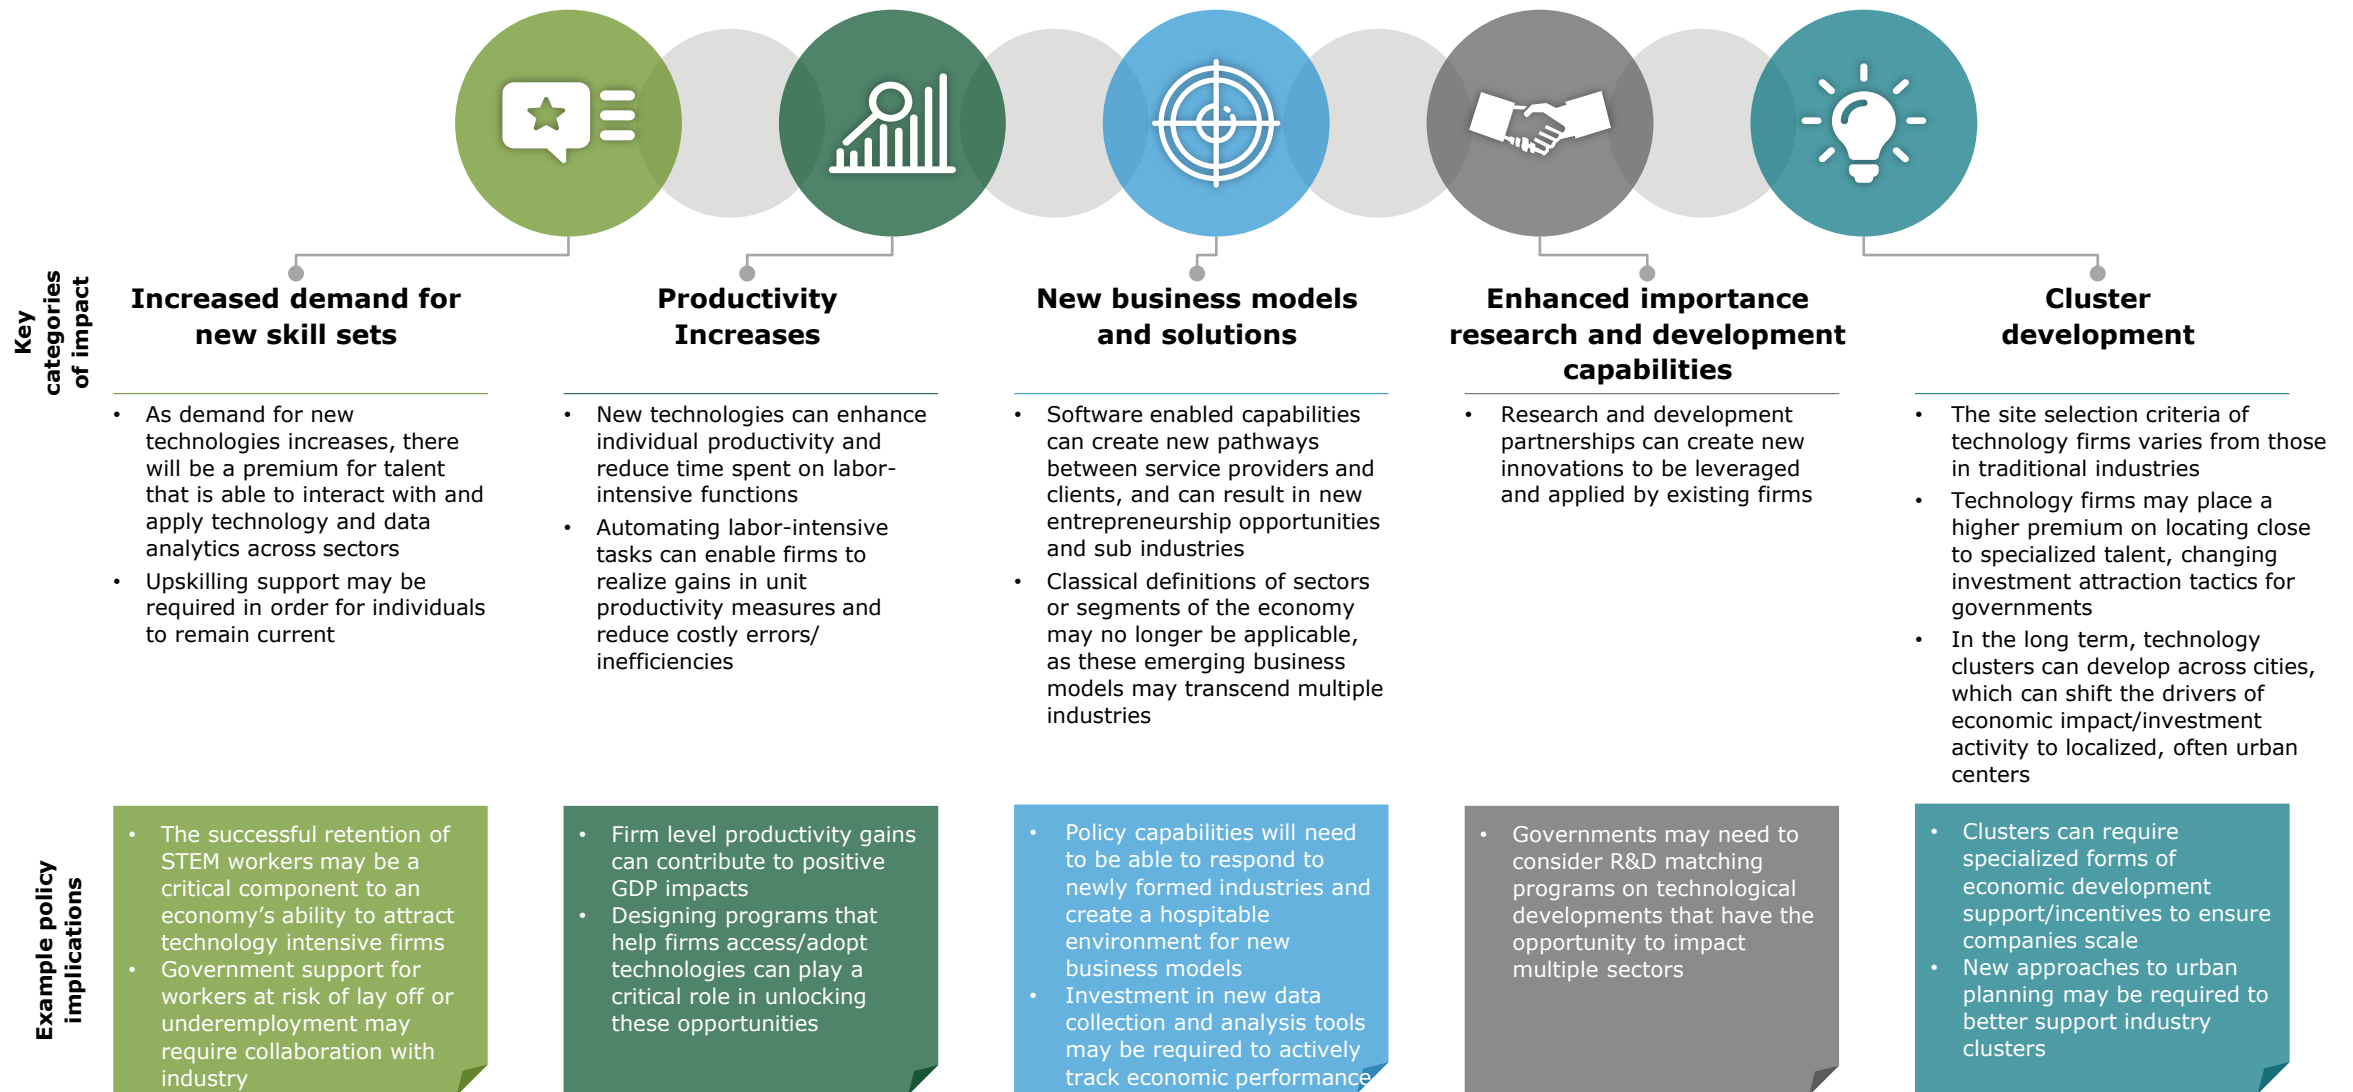 Key
categories
of impact
Increased demand for
new skill sets
Productivity
Increases
New business models
and solutions
Enhanced importance
research and development
capabilities
Cluster
development
• As demand for new
technologies increases, there
will be a premium for talent
that is able to interact with and
apply technology and data
analytics across sectors
• Upskilling support may be
required in order for individuals
to remain current
• New technologies can enhance
individual productivity and
reduce time spent on labor-
intensive functions
• Automating labor-intensive
tasks can enable firms to
realize gains in unit
productivity measures and
reduce costly errors/
inefficiencies
• Software enabled capabilities
can create new pathways
between service providers and
clients, and can result in new
entrepreneurship opportunities
and sub industries
• Classical definitions of sectors
or segments of the economy
may no longer be applicable,
as these emerging business
models may transcend multiple
industries
• Research and development
partnerships can create new
innovations to be leveraged
and applied by existing firms
• The site selection criteria of
technology firms varies from those
in traditional industries
• Technology firms may place a
higher premium on locating close
to specialized talent, changing
investment attraction tactics for
governments
• In the long term, technology
clusters can develop across cities,
which can shift the drivers of
economic impact/investment
activity to localized, often urban
centers
Example policy
implications
• The successful retention of
STEM workers may be a
critical component to an
economy’s ability to attract
technology intensive firms
• Government support for
workers at risk of lay off or
underemployment may
require collaboration with
industry
• Firm level productivity gains
can contribute to positive
GDP impacts
• Designing programs that
help firms access/adopt
technologies can play a
critical role in unlocking
these opportunities
• Policy capabilities will need
to be able to respond to
newly formed industries and
create a hospitable
environment for new
business models
• Investment in new data
collection and analysis tools
may be required to actively
track economic performance
• Governments may need to
consider R&D matching
programs on technological
developments that have the
opportunity to impact
multiple sectors
• Clusters can require
specialized forms of
economic development
support/incentives to ensure
companies scale
• New approaches to urban
planning may be required to
better support industry
clusters